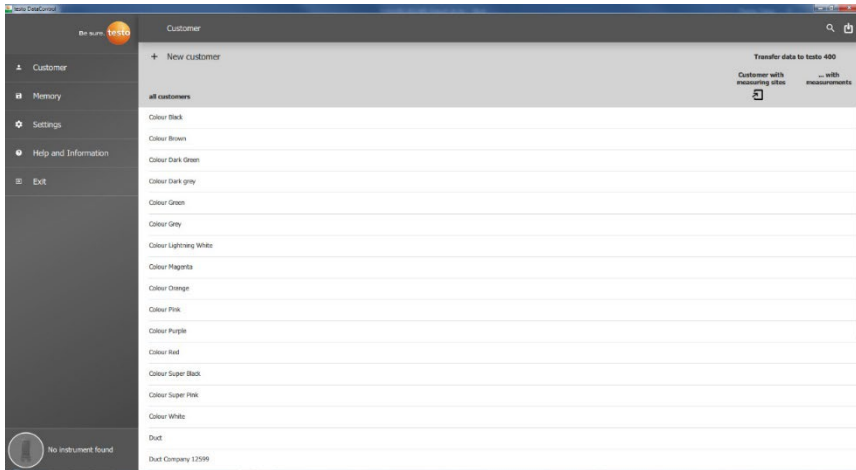 testo DataControl
Be sure. testo
Customer
Memory
Settings
Help and Information
Exit
No instrument found
Customer
+ New customer
Transfer data to testo 400
Customer with
measuring sites
... with
measurements
all customers
Colour Black
Colour Brown
Colour Dark Green
Colour Dark grey
Colour Green
Colour Grey
Colour Lightning White
Colour Magenta
Colour Orange
Colour Pink
Colour Purple
Colour Red
Colour Super Black
Colour Super Pink
Colour White
Duct
Duct Company 12599